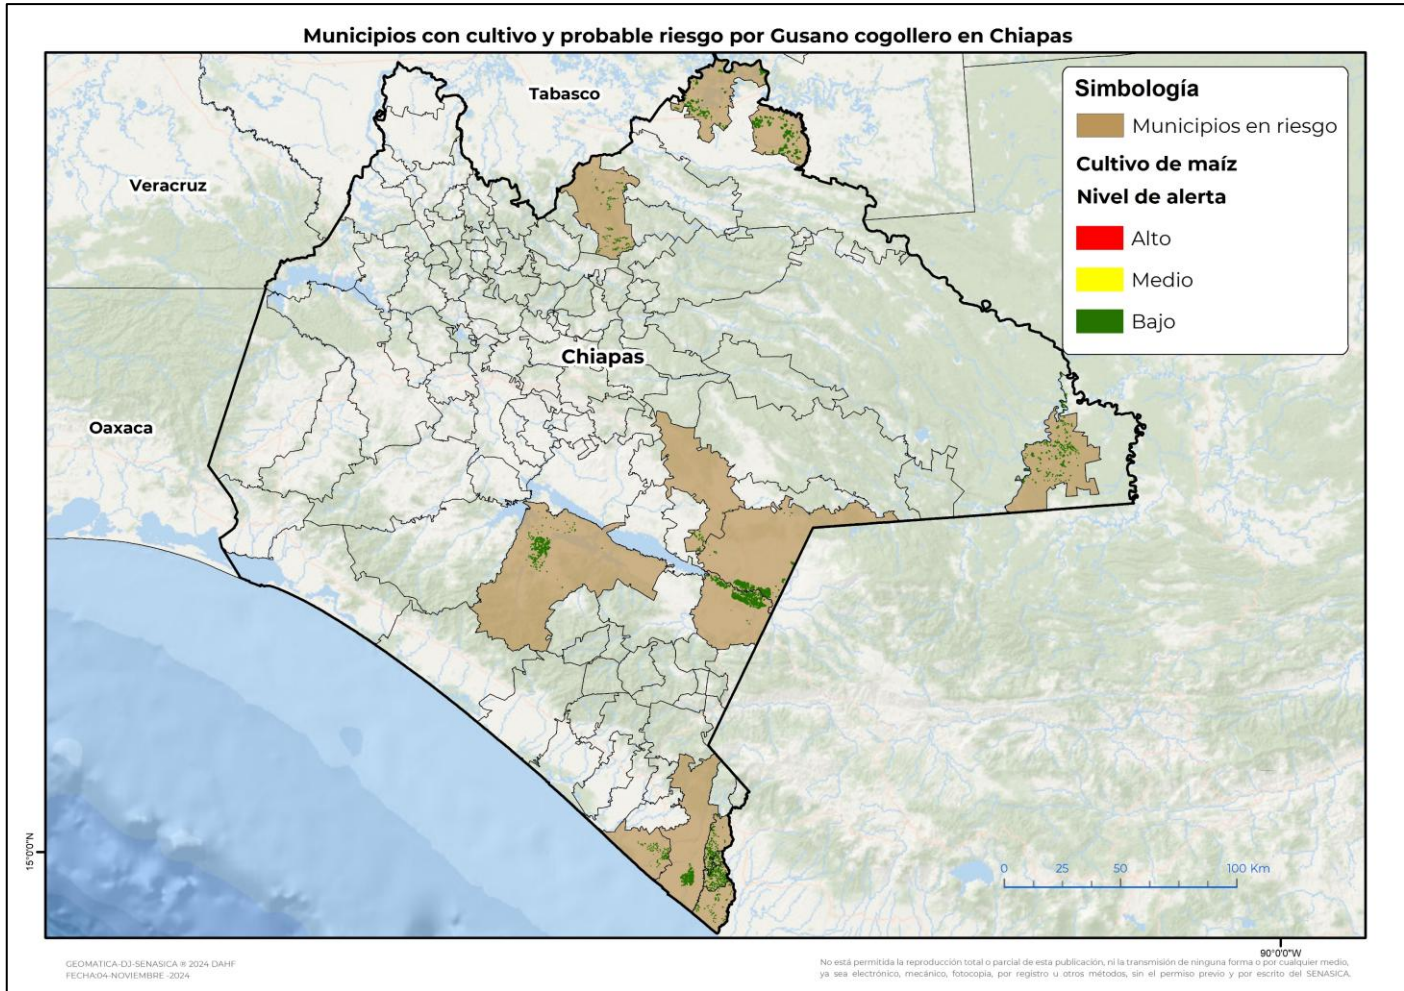 Municipios con cultivo y probable riesgo por Gusano cogollero en Chiapas
Tabasco
Veracruz
Chiapas
Oaxaca
Simbología
Municipios en riesgo
Cultivo de maíz
Nivel de alerta
Alto
Medio
Bajo
15°0'0"N
0 25 50 100 Km
90°0'0"W
GEOMATICA-DJ-SENASICA ® 2024 DAHF
FECHA:04-NOVIEMBRE -2024
No está permitida la reproducción total o parcial de esta publicación, ni la transmisión de ninguna forma o por cualquier medio,
ya sea electrónico, mecánico, fotocopia, por registro u otros métodos, sin el permiso previo y por escrito del SENASICA.